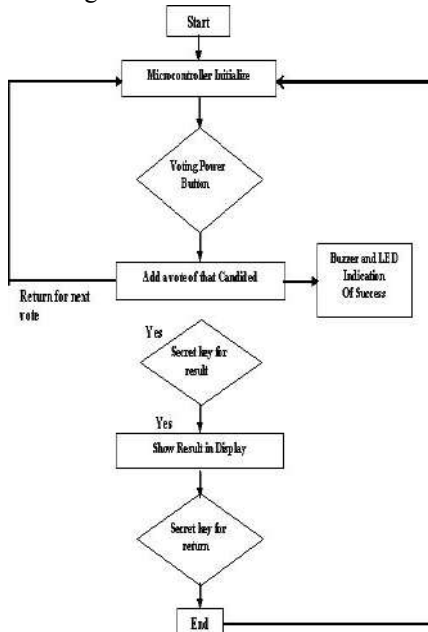 Start
Microcontroller Initialize
Voting Power
Button
Add a vote of that Candided
Buzzer and LED
Indication
Of Success
Return for next
vote
Yes
Secret key for
result
Yes
Show Result in Display
Secret key for
return
End